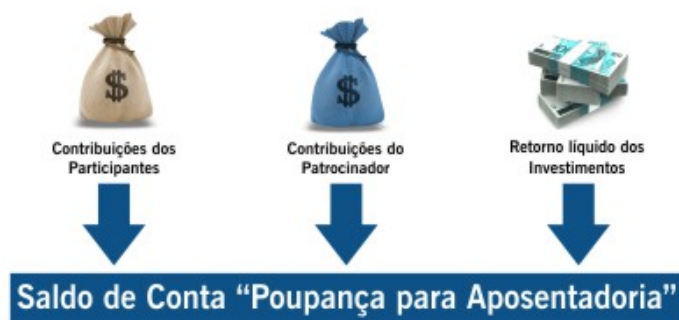 $
$
Contribuições dos
Participantes
Contribuições do
Patrocinador
Retorno líquido dos
Investimentos
Saldo de Conta “Poupança para Aposentadoria”